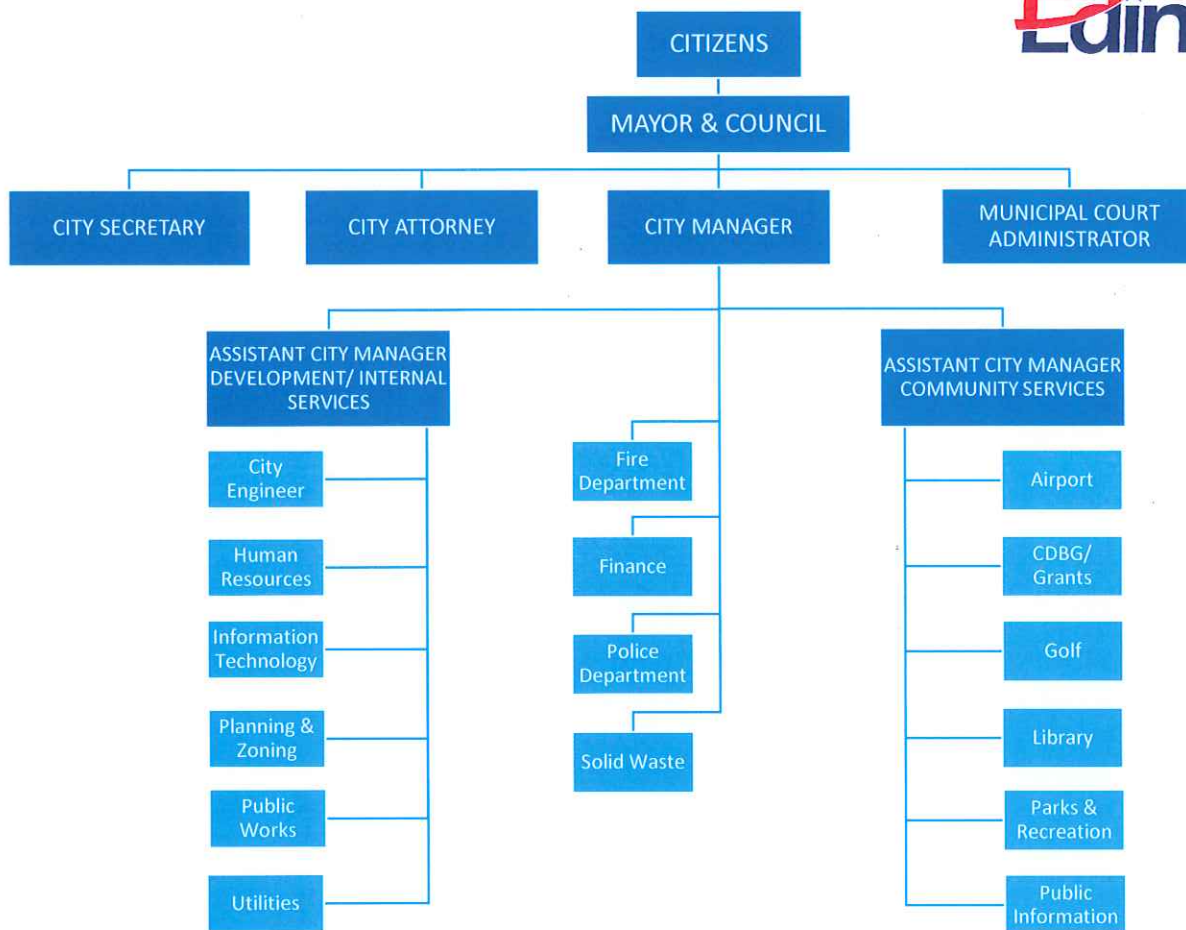 CITIZENS
MAYOR & COUNCIL
CITY SECRETARY
CITY ATTORNEY
CITY MANAGER
MUNICIPAL COURT
ADMINISTRATOR
ASSISTANT CITY MANAGER
DEVELOPMENT/ INTERNAL
SERVICES
ASSISTANT CITY MANAGER
COMMUNITY SERVICES
City
Engineer
Human
Resources
Information
Technology
Planning &
Zoning
Public
Works
Utilities
Fire
Department
Finance
Police
Department
Solid Waste
Airport
CDBG/
Grants
Golf
Library
Parks &
Recreation
Public
Information